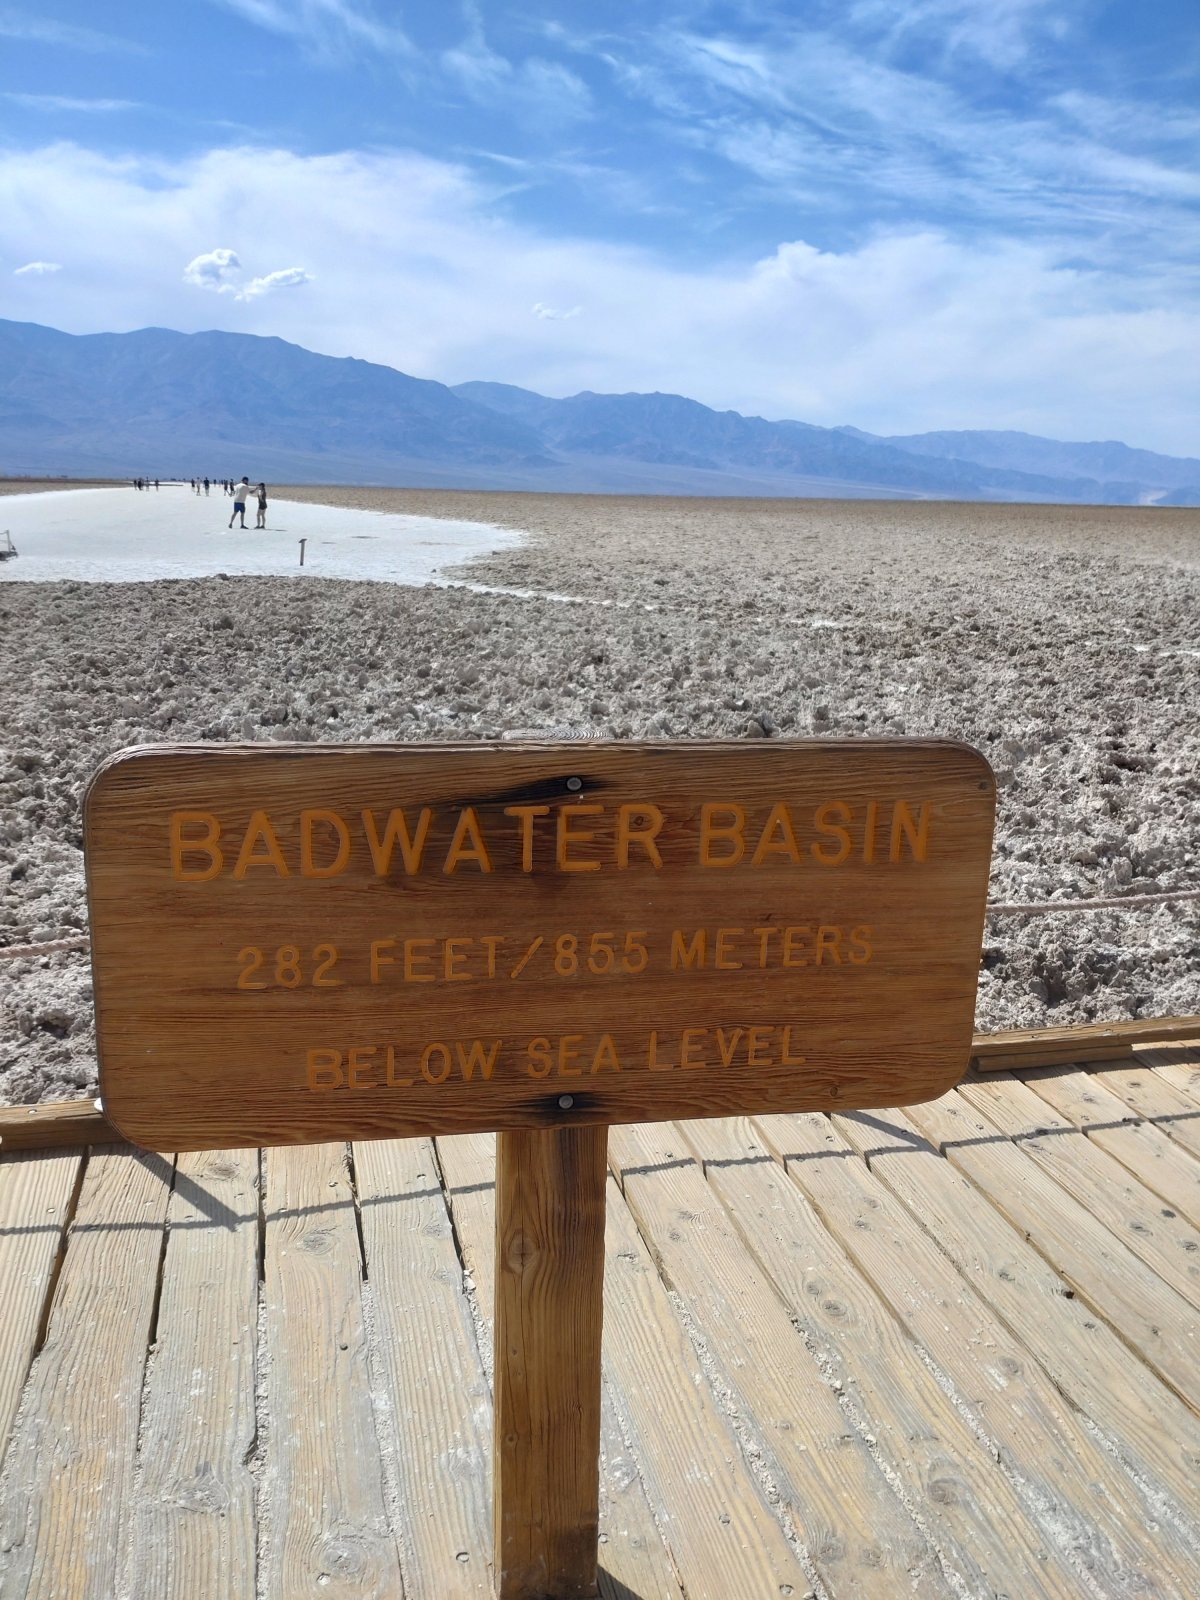 BADWATER BASIN
282 FEET/855 METERS
BELOW SEA LEVEL